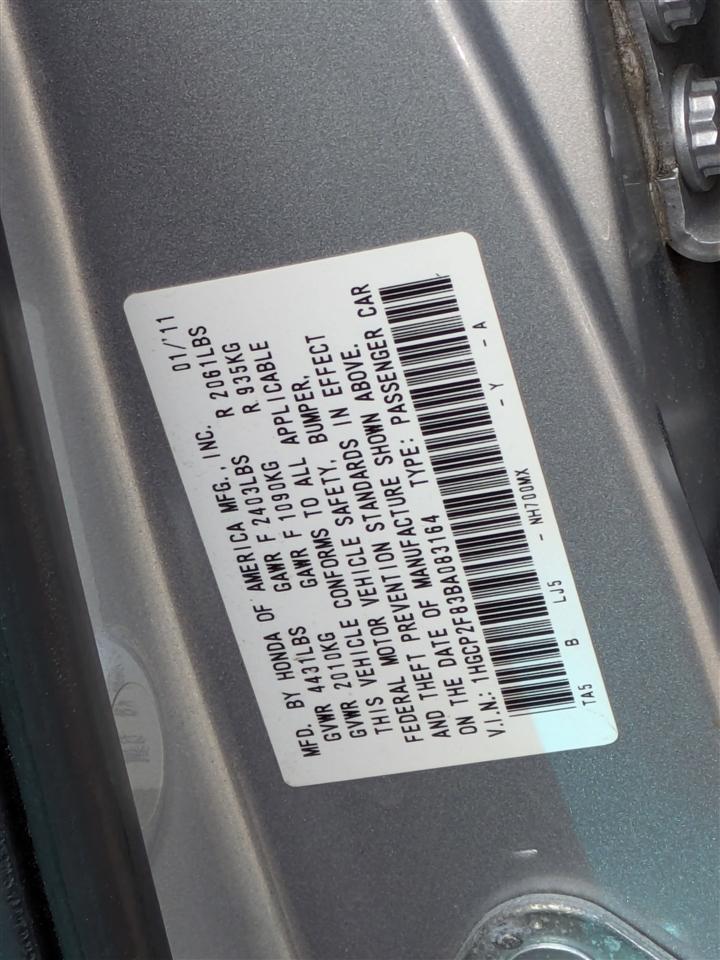 MFD. BY HONDA OF AMERICA MFG., INC. 01/'11
GVWR 4431LBS GAWR F 2403LBS R 2061LBS
GVWR 2010KG GAWR F 1090KG R 935KG
THIS VEHICLE CONFORMS TO ALL APPLICABLE
FEDERAL MOTOR VEHICLE SAFETY, BUMPER,
AND THEFT PREVENTION STANDARDS IN EFFECT
ON THE DATE OF MANUFACTURE SHOWN ABOVE.
V.I.N.: 1HGCP2F83BA083164 TYPE: PASSENGER CAR
TA5 B LJ5 - NH700MX - Y - A